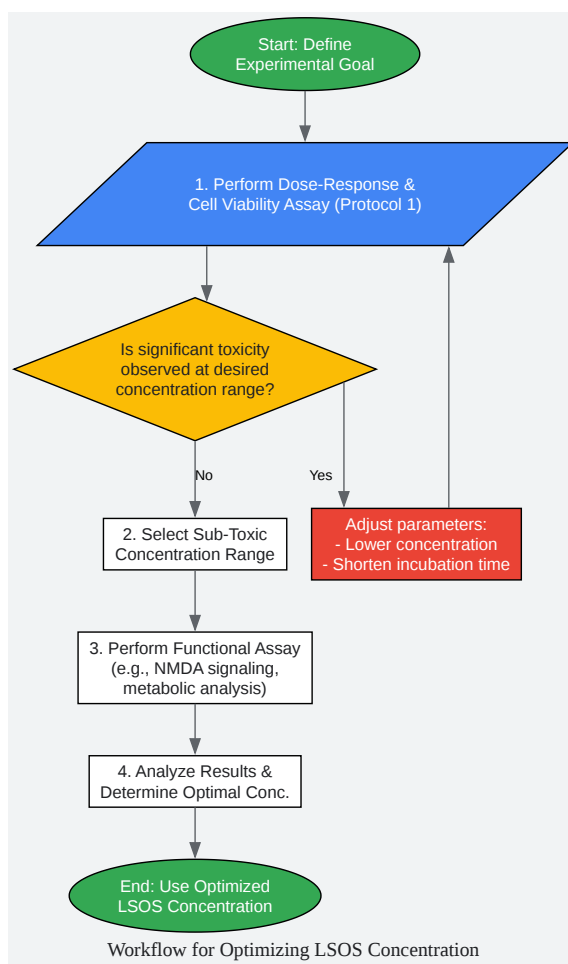 Start: Define
Experimental Goal
1. Perform Dose-Response &
Cell Viability Assay (Protocol 1)
Is significant toxicity
observed at desired
concentration range?
No
Yes
2. Select Sub-Toxic
Concentration Range
Adjust parameters:
- Lower concentration
- Shorten incubation time
3. Perform Functional Assay
(e.g., NMDA signaling,
metabolic analysis)
4. Analyze Results &
Determine Optimal Conc.
End: Use Optimized
LSOS Concentration
Workflow for Optimizing LSOS Concentration